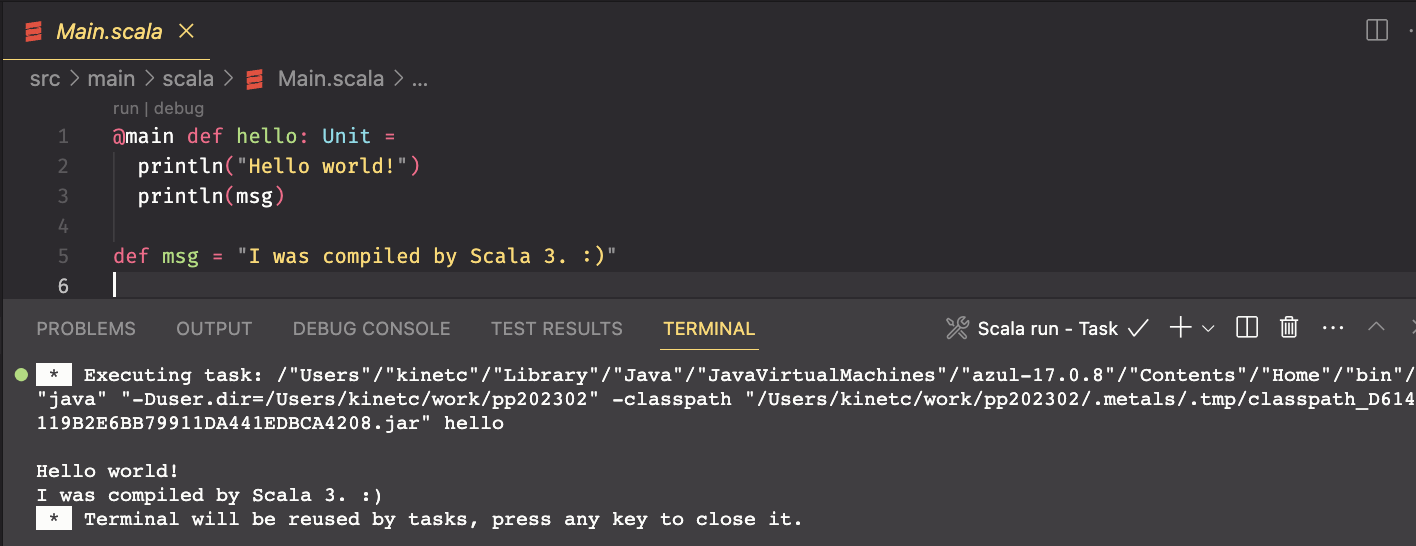 Main.scala
src > main > scala > Main.scala > ...
run | debug
1 @main def hello: Unit =
2   println("Hello world!")
3   println(msg)
4
5 def msg = "I was compiled by Scala 3. :)"
6
PROBLEMS OUTPUT DEBUG CONSOLE TEST RESULTS TERMINAL Scala run - Task
* Executing task: /"Users"/"kinetc"/"Library"/"Java"/"JavaVirtualMachines"/"azul-17.0.8"/"Contents"/"Home"/"bin"/
"java" "-Duser.dir=/Users/kinetc/work/pp202302" -classpath "/Users/kinetc/work/pp202302/.metals/.tmp/classpath_D614
119B2E6BB79911DA441EDBCA4208.jar" hello
Hello world!
I was compiled by Scala 3. :)
* Terminal will be reused by tasks, press any key to close it.